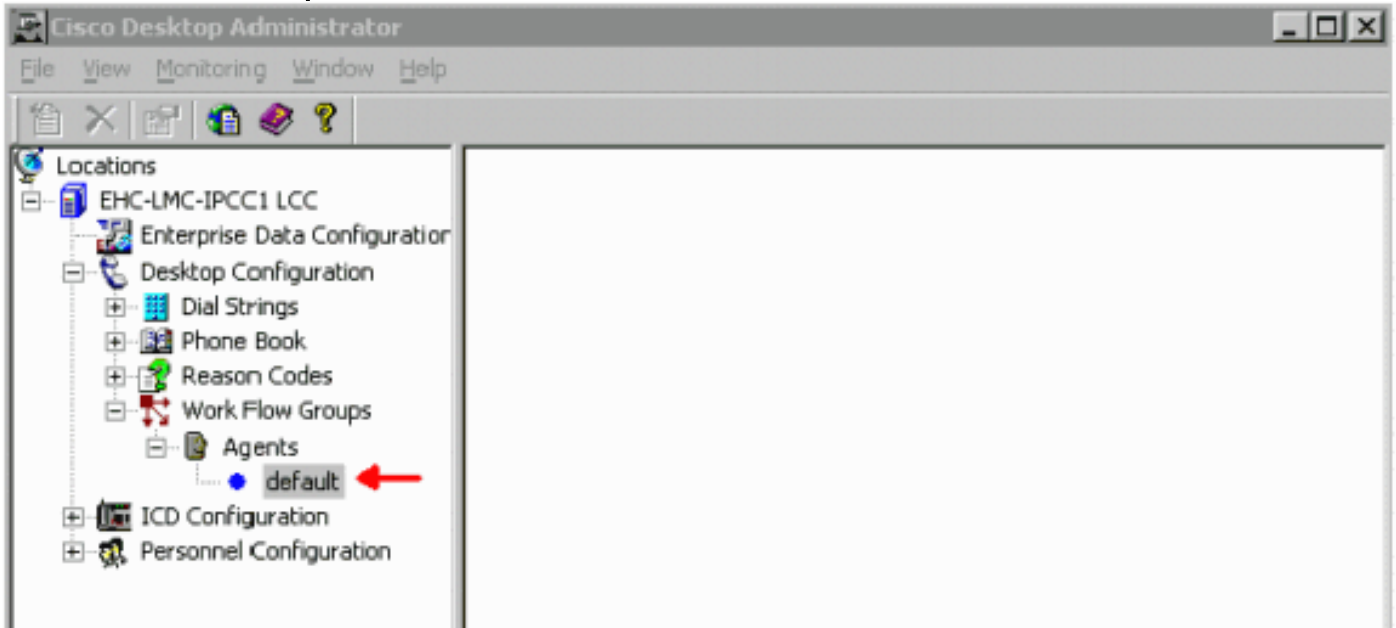 Cisco Desktop Administrator
File View Monitoring Window Help
Locations
EHC-LMC-IPCC1 LCC
Enterprise Data Configuration
Desktop Configuration
Dial Strings
Phone Book
Reason Codes
Work Flow Groups
Agents
default
ICD Configuration
Personnel Configuration